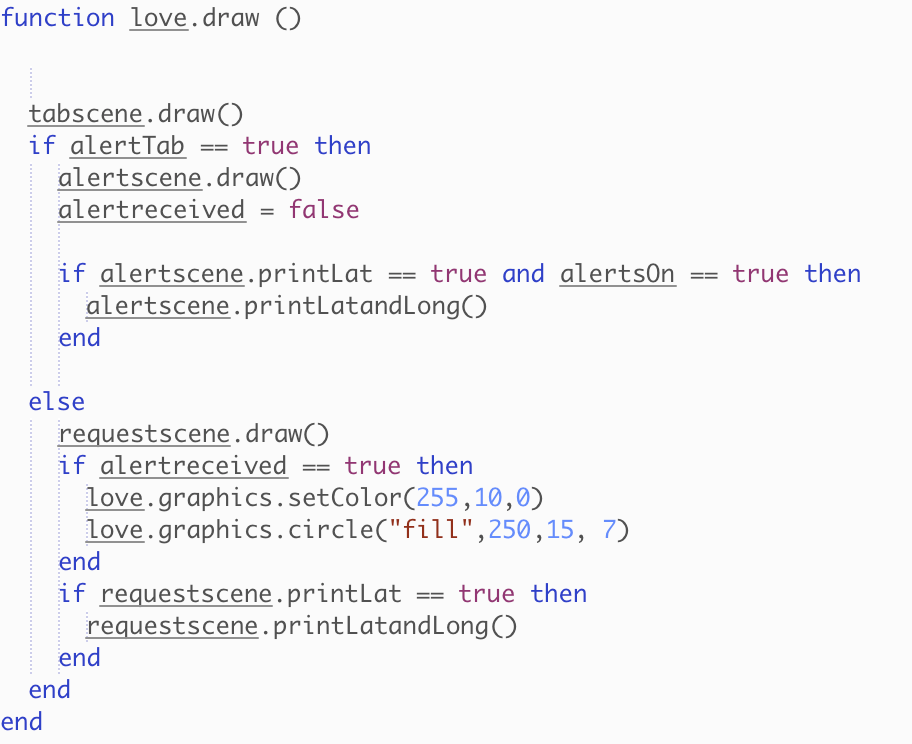 function love.draw ()
tabscene.draw()
if alertTab == true then
alertscene.draw()
alertreceived = false
if alertscene.printLat == true and alertsOn == true then
alertscene.printLatandLong()
end
else
requestscene.draw()
if alertreceived == true then
love.graphics.setColor(255,10,0)
love.graphics.circle("fill",250,15, 7)
end
if requestscene.printLat == true then
requestscene.printLatandLong()
end
end
end